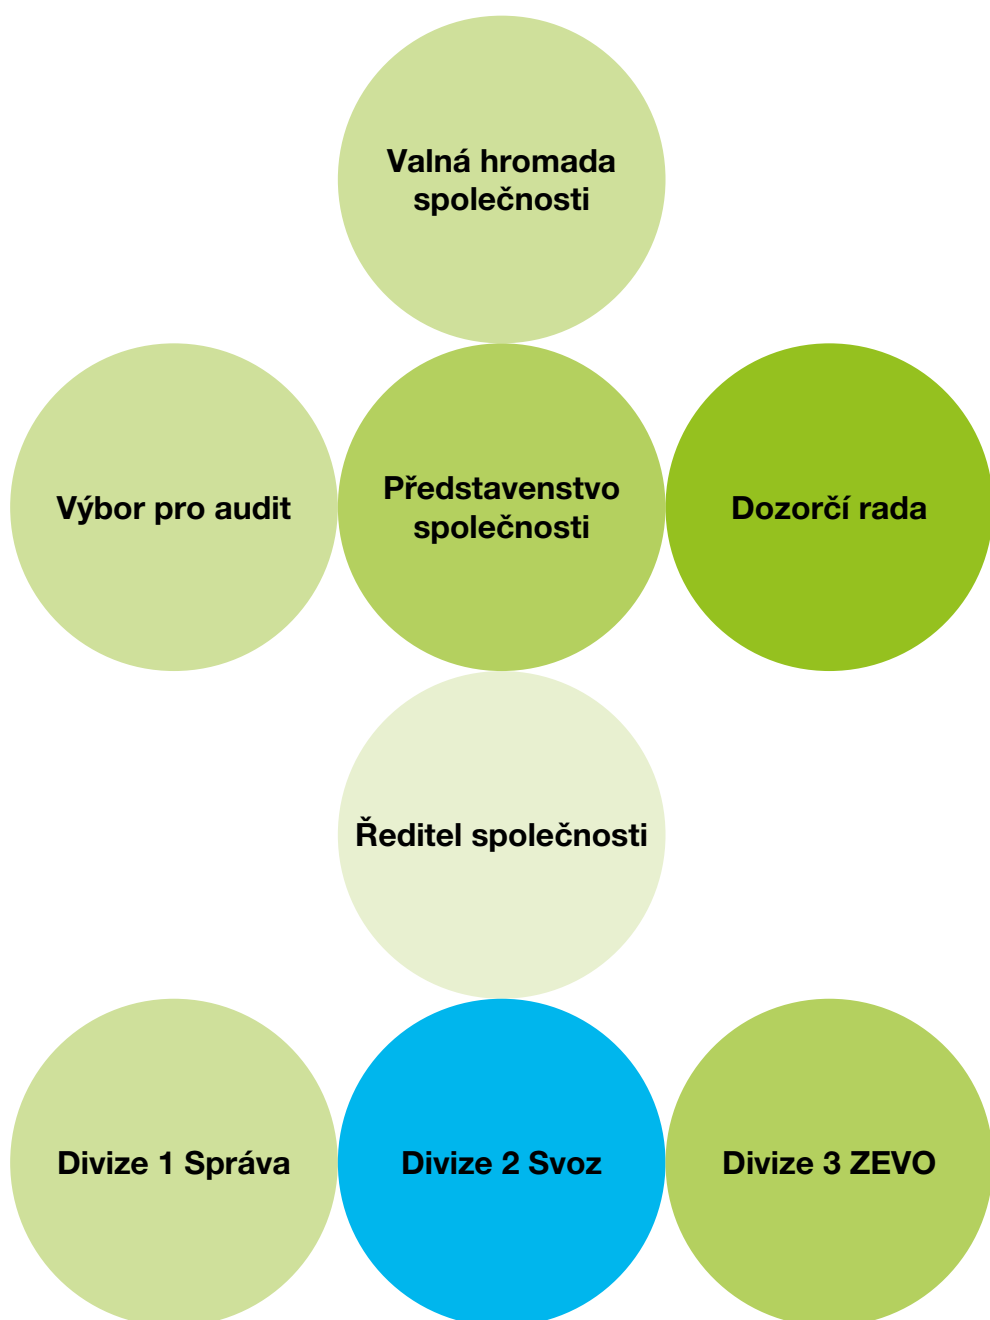 Valná hromada
společnosti
Výbor pro audit
Představenstvo
společnosti
Dozorčí rada
Ředitel společnosti
Divize 1 Správa
Divize 2 Svoz
Divize 3 ZEVO